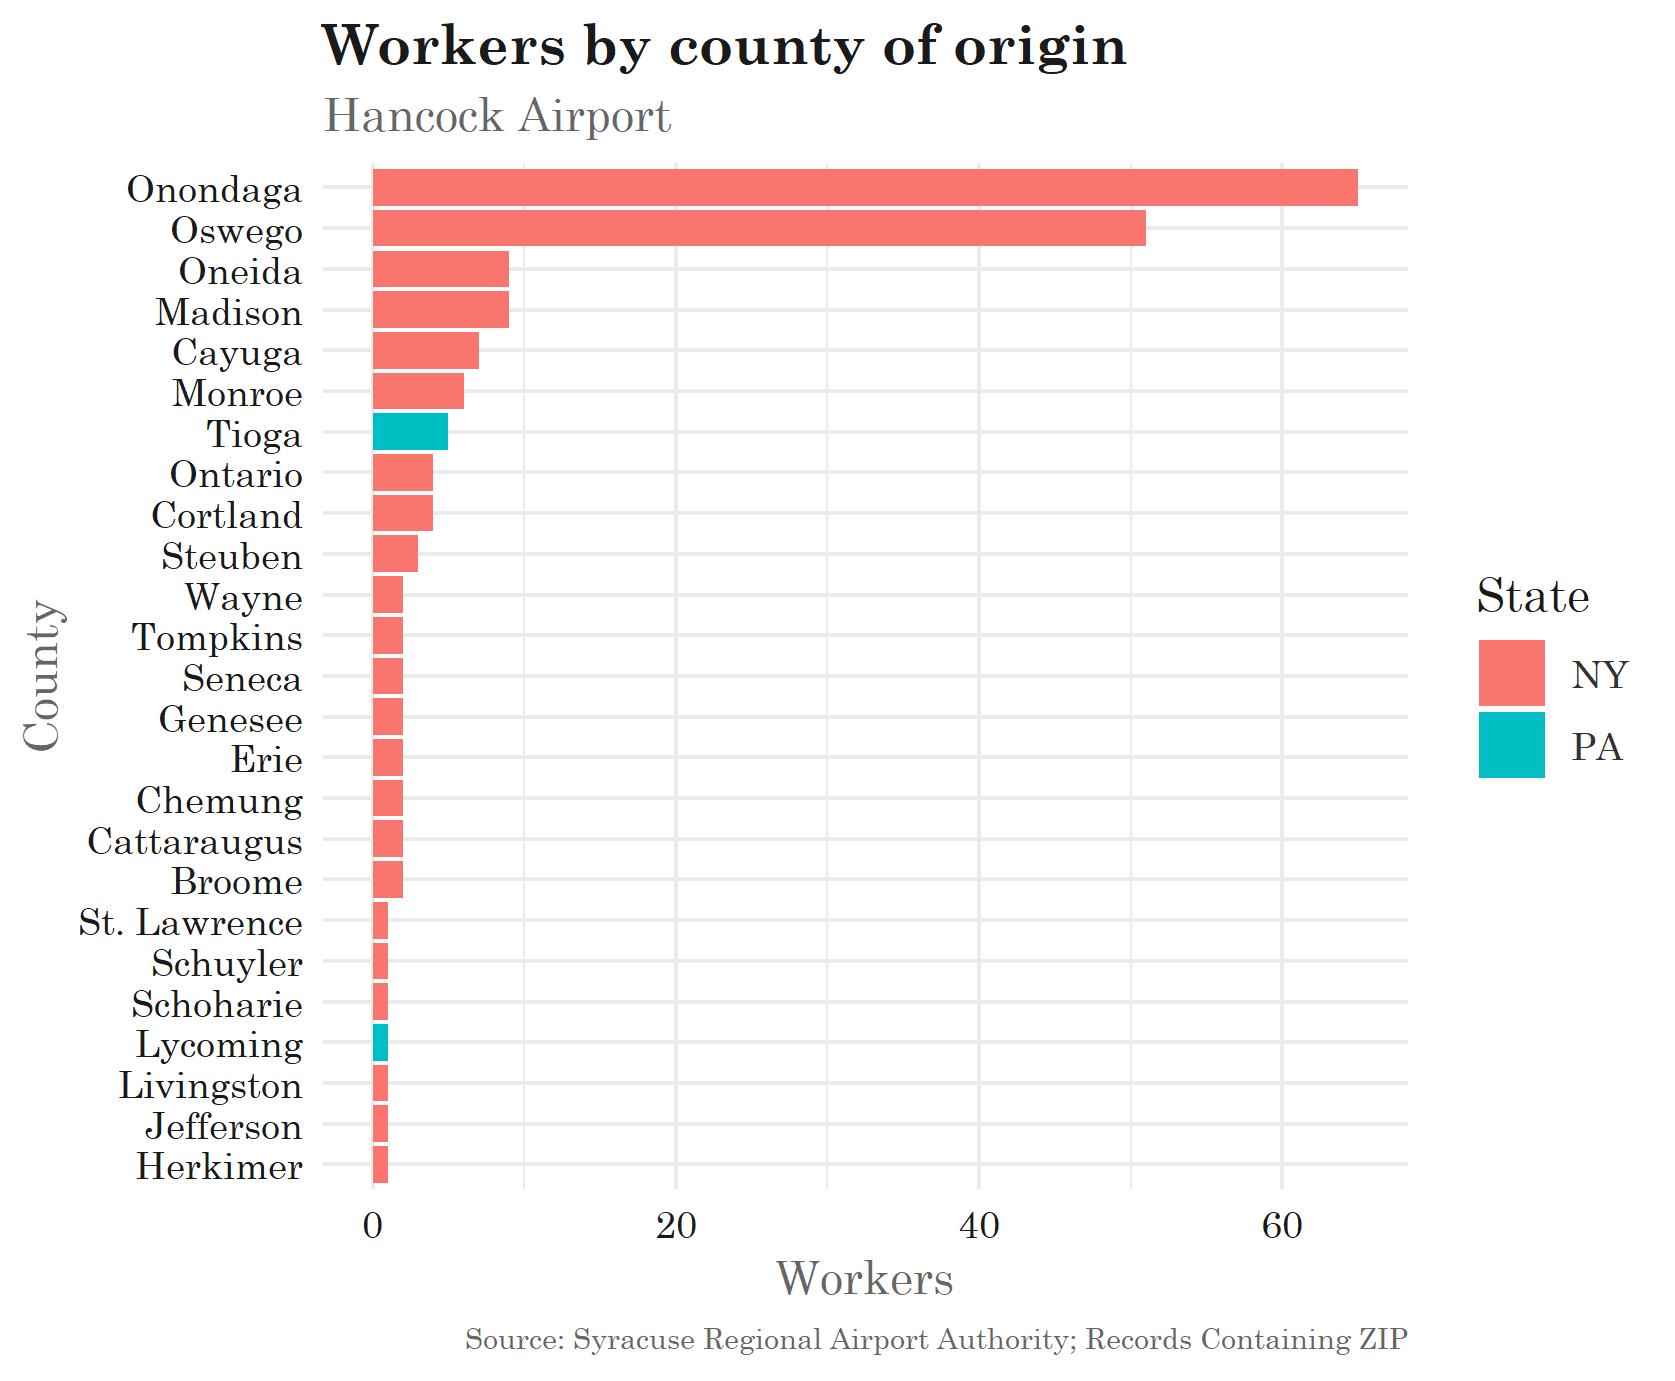 Workers by county of origin
Hancock Airport
Onondaga
Oswego
Oneida
Madison
Cayuga
Monroe
Tioga
Ontario
Cortland
Steuben
Wayne
Tompkins
Seneca
Genesee
Erie
Chemung
Cattaraugus
Broome
St. Lawrence
Schuyler
Schoharie
Lycoming
Livingston
Jefferson
Herkimer
County
0 20 40 60
Workers
State
NY
PA
Source: Syracuse Regional Airport Authority; Records Containing ZIP